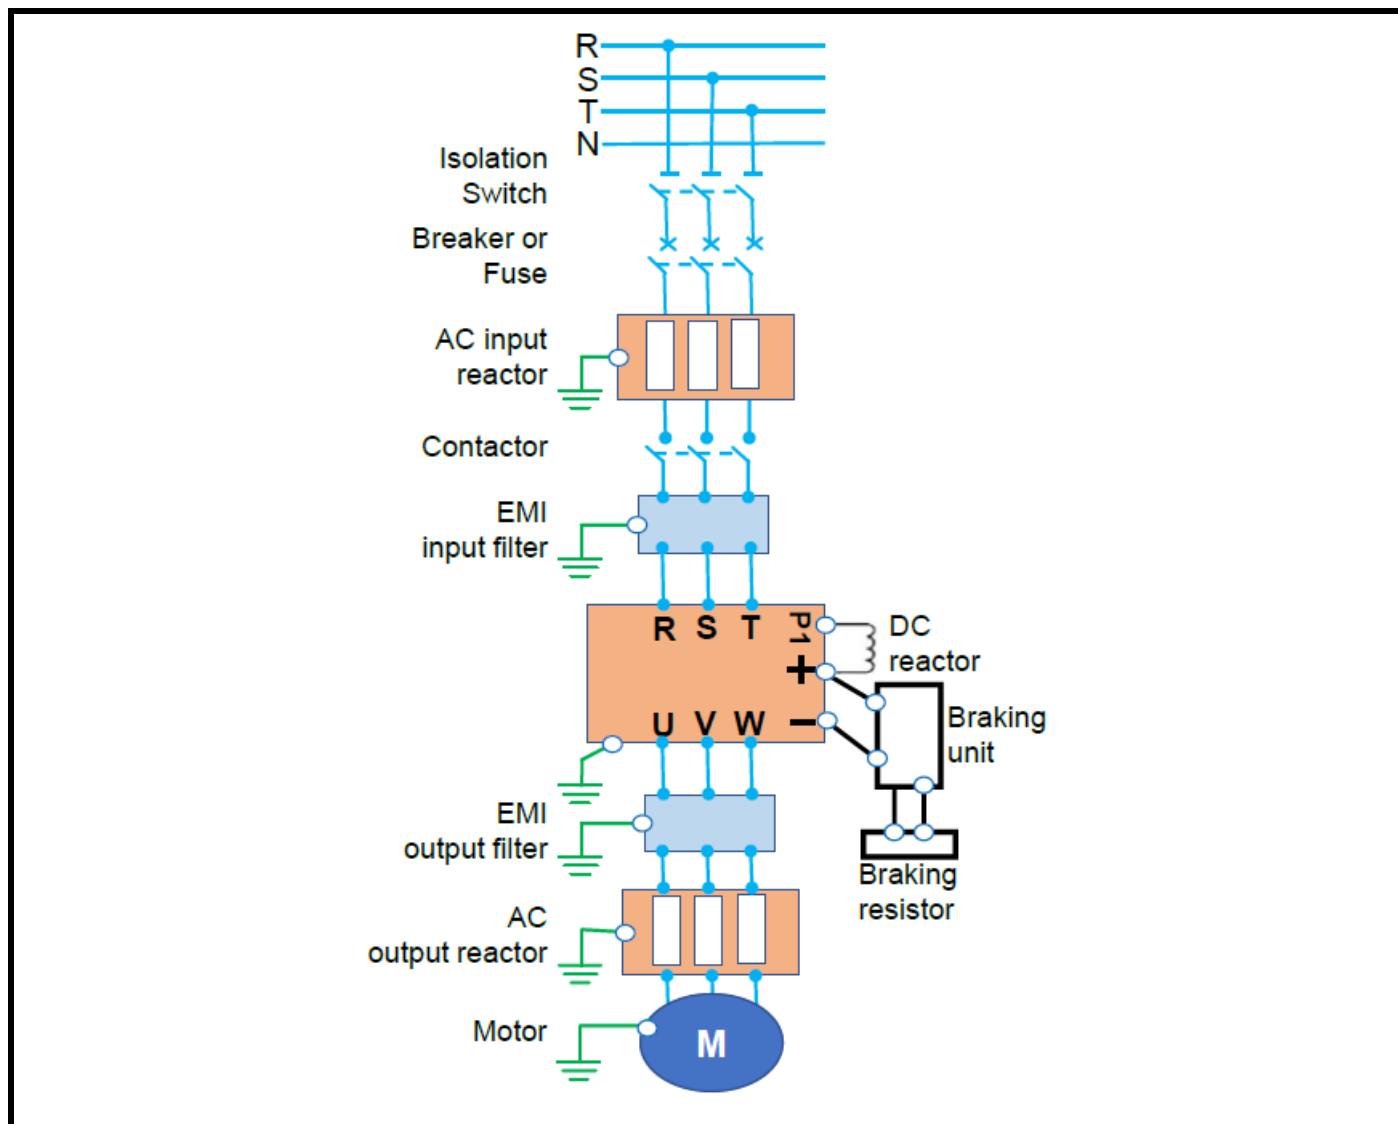 R
S
T
N
Isolation
Switch
Breaker or
Fuse
AC input
reactor
Contactor
EMI
input filter
R S T P1
+
−
U V W
DC
reactor
Braking
unit
Braking
resistor
EMI
output filter
AC
output reactor
Motor
M